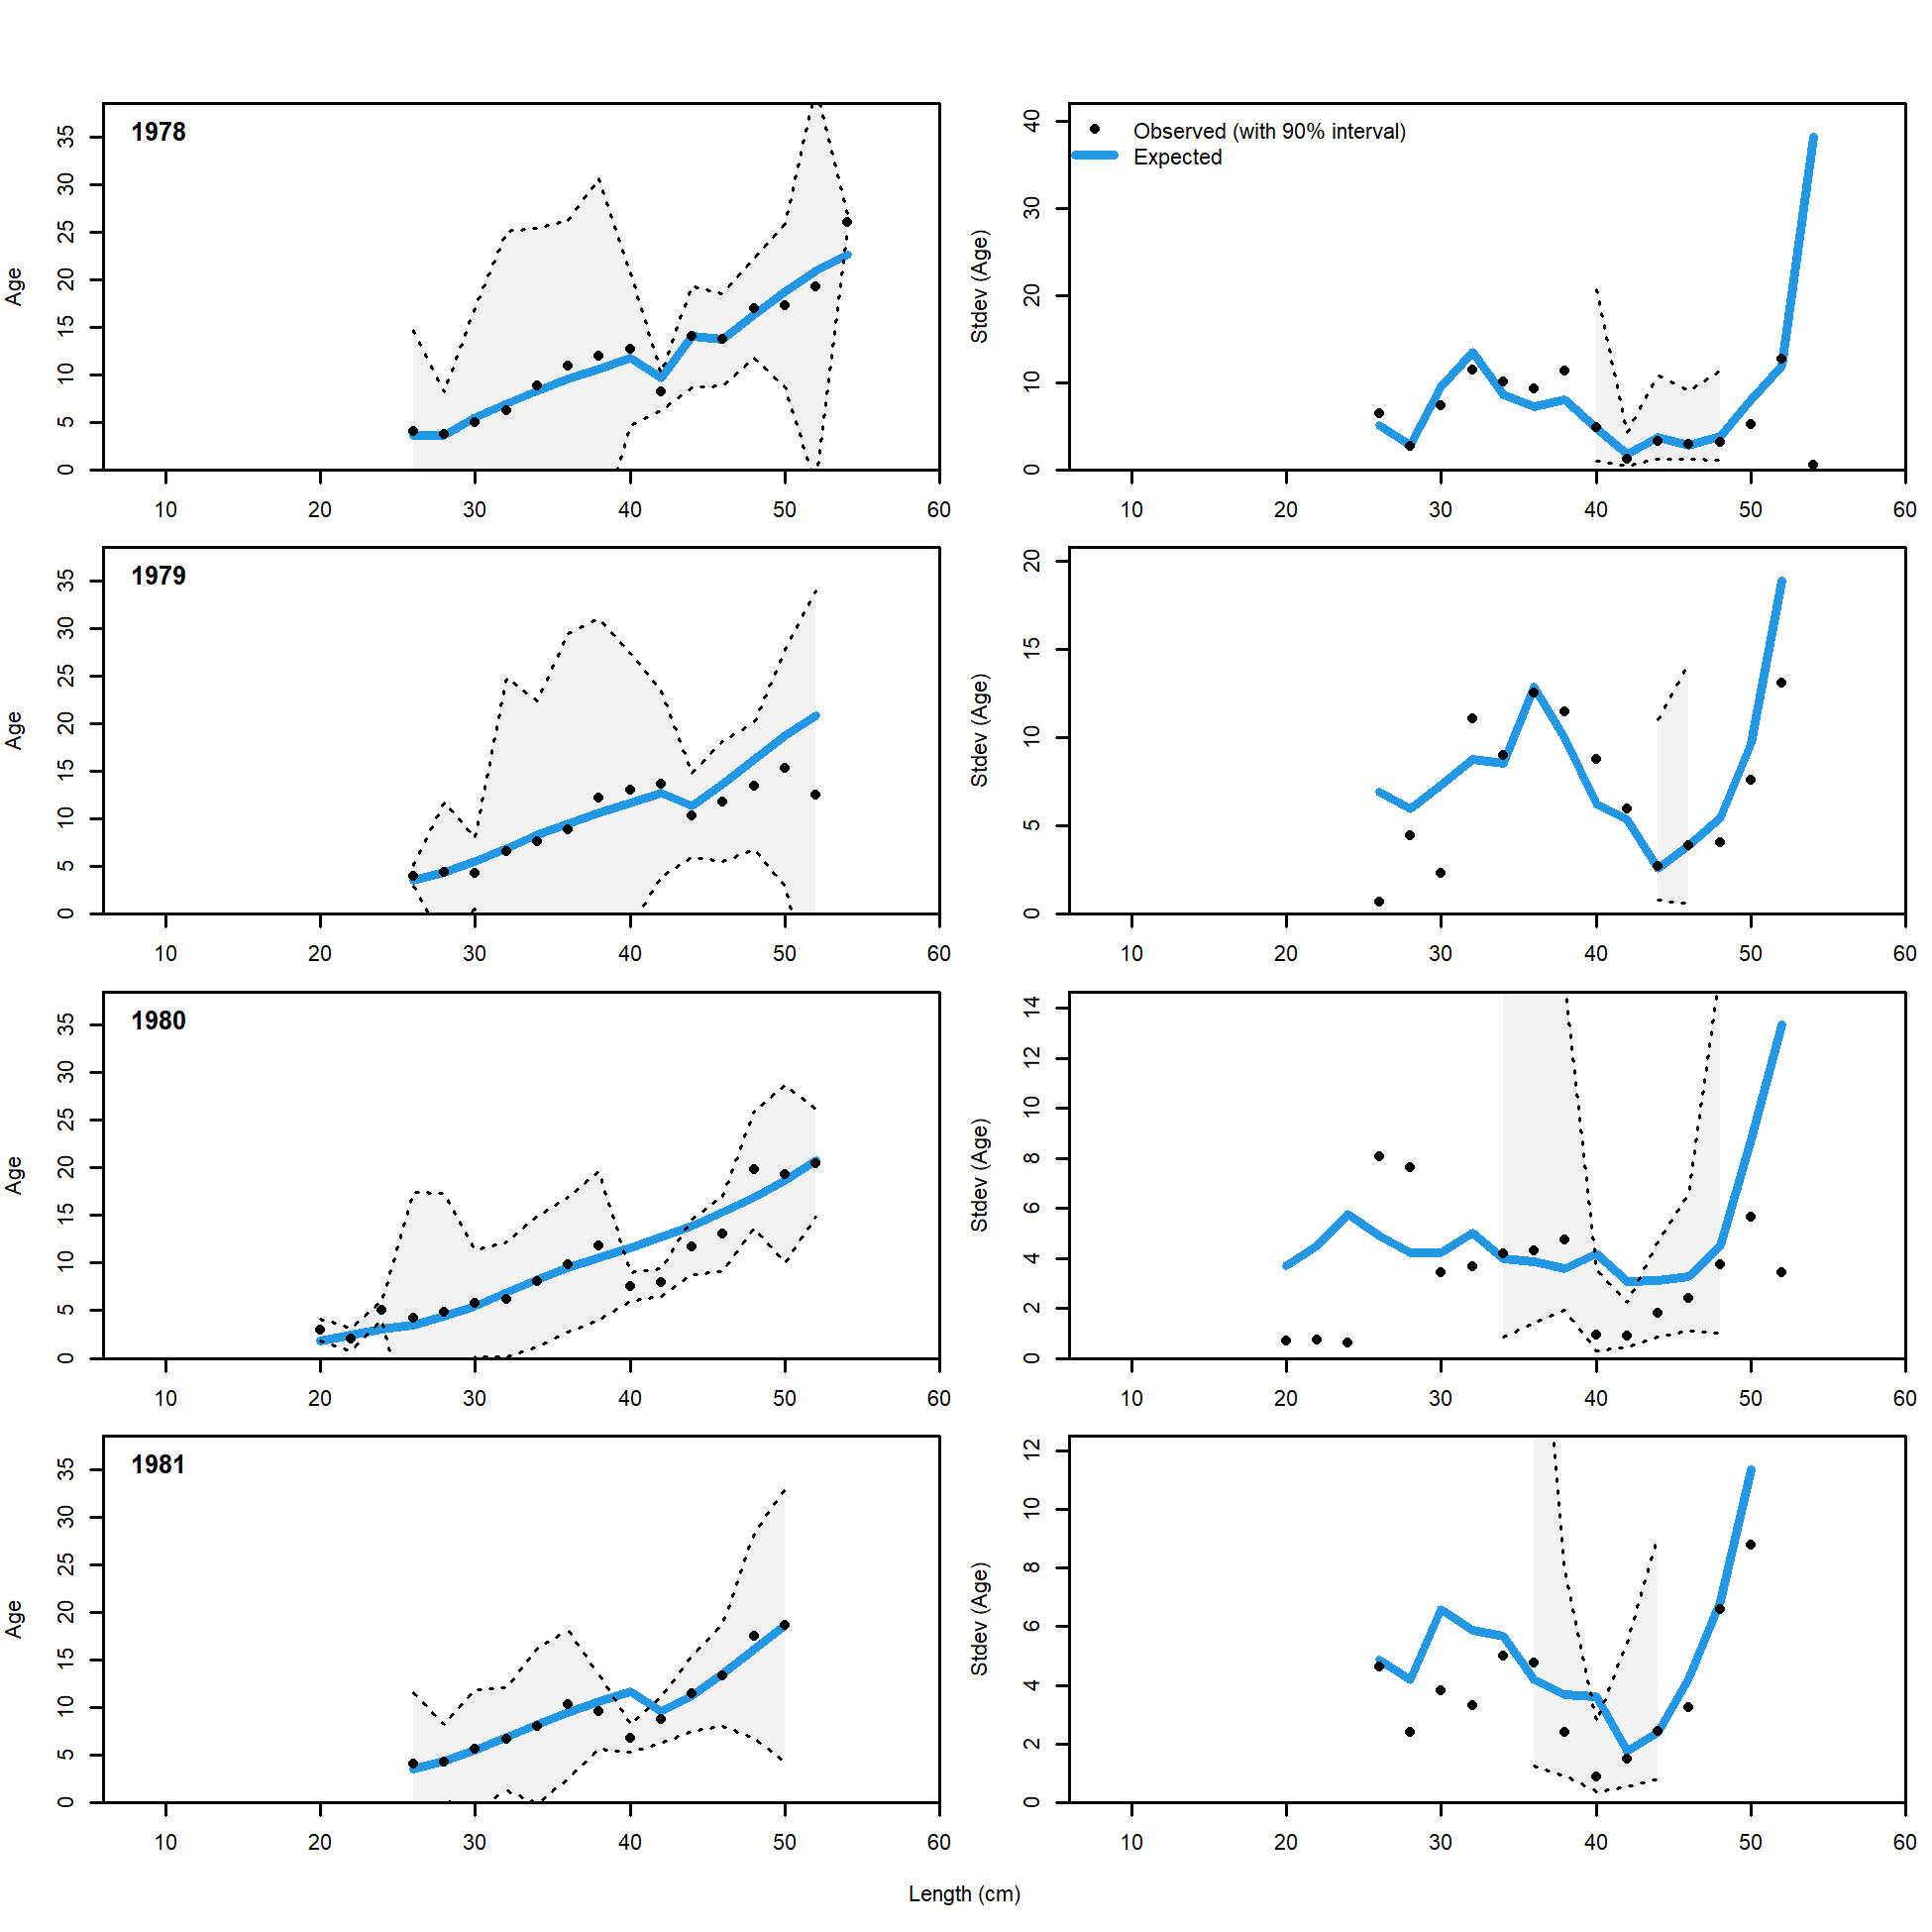 1978
Age
0 5 10 15 20 25 30 35
10 20 30 40 50 60
Observed (with 90% interval)
Expected
Stdev (Age)
0 10 20 30 40
10 20 30 40 50 60
1979
Age
0 5 10 15 20 25 30 35
10 20 30 40 50 60
Stdev (Age)
0 5 10 15 20
10 20 30 40 50 60
1980
Age
0 5 10 15 20 25 30 35
10 20 30 40 50 60
Stdev (Age)
0 2 4 6 8 10 12 14
10 20 30 40 50 60
1981
Age
0 5 10 15 20 25 30 35
10 20 30 40 50 60
Stdev (Age)
0 2 4 6 8 10 12
10 20 30 40 50 60
Length (cm)